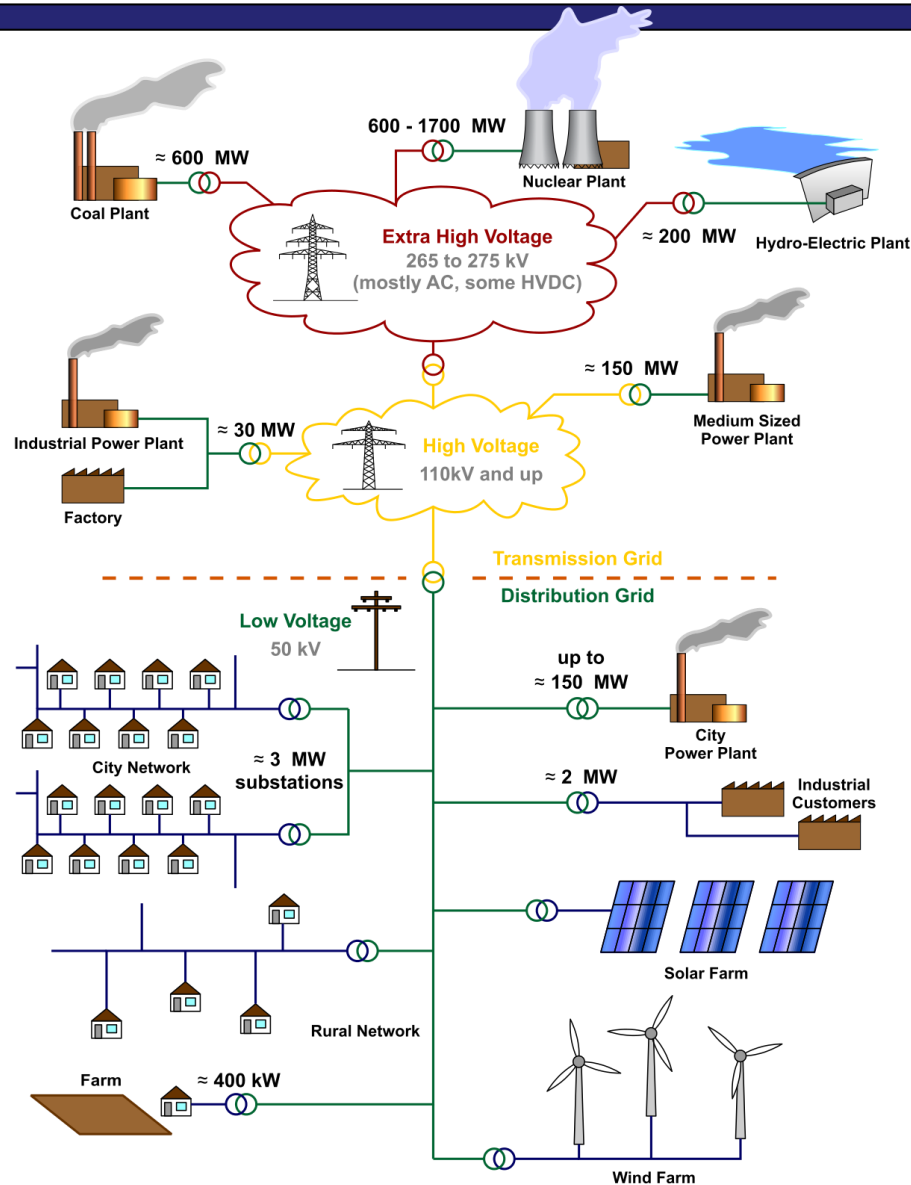 600 - 1700 MW
≈ 600 MW
Nuclear Plant
Coal Plant
≈ 200 MW
Hydro-Electric Plant
Extra High Voltage
265 to 275 kV
(mostly AC, some HVDC)
≈ 150 MW
Medium Sized
Power Plant
Industrial Power Plant
≈ 30 MW
High Voltage
110kV and up
Factory
Transmission Grid
Distribution Grid
Low Voltage
50 kV
up to
≈ 150 MW
City
Power Plant
City Network
≈ 3 MW
substations
≈ 2 MW
Industrial
Customers
Solar Farm
Rural Network
Farm
≈ 400 kW
Wind Farm